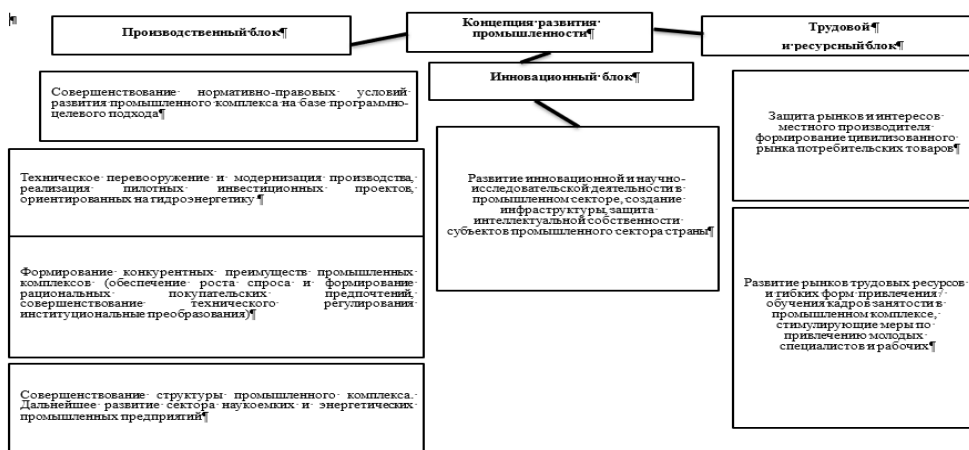 Концепция развития
промышленности
Производственный блок
Трудовой
и ресурсный блок
Инновационный блок
Совершенствование нормативно-правовых условий
развития промышленного комплекса на базе программно-
целевого подхода
Техническое перевооружение и модернизация производства,
реализация пилотных инвестиционных проектов,
ориентированных на гидроэнергетику
Формирование конкурентных преимуществ промышленных
комплексов (обеспечение роста спроса и формирование
рациональных покупательских предпочтений,
совершенствование технического регулирования
институциональные преобразования)
Совершенствование структуры промышленного комплекса.
Дальнейшее развитие сектора наукоемких и энергетических
промышленных предприятий
Развитие инновационной и научно-
исследовательской деятельности в
промышленном секторе, создание
инфраструктуры, защита
интеллектуальной собственности
субъектов промышленного сектора страны
Защита рынков и интересов
местного производителя
формирование цивилизованного
рынка потребительских товаров
Развитие рынков трудовых ресурсов
и гибких форм привлечения /
обучения кадров занятости в
промышленном комплексе,
стимулирующие меры по
привлечению молодых
специалистов и рабочих